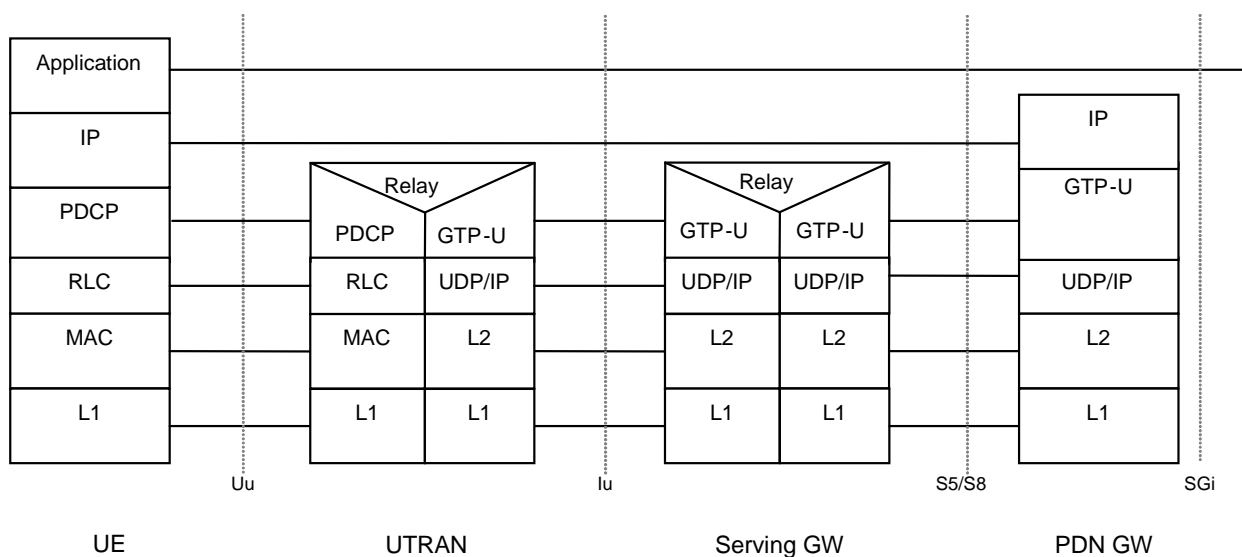 Application
IP
IP
Relay
Relay
GTP-U
PDCP
PDCP
GTP-U
GTP-U
GTP-U
RLC
RLC
UDP/IP
UDP/IP
UDP/IP
UDP/IP
MAC
MAC
L2
L2
L2
L2
L1
L1
L1
L1
L1
L1
Uu
Iu
S5/S8
SGi
UE
UTRAN
Serving GW
PDN GW